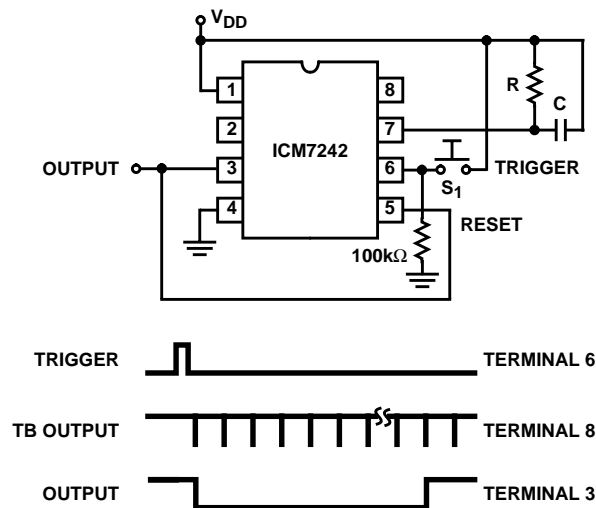 VDD
1
8
R
C
2
7
ICM7242
OUTPUT
3
6
TRIGGER
S1
4
5
RESET
100kΩ
TRIGGER
TERMINAL 6
TB OUTPUT
TERMINAL 8
OUTPUT
TERMINAL 3